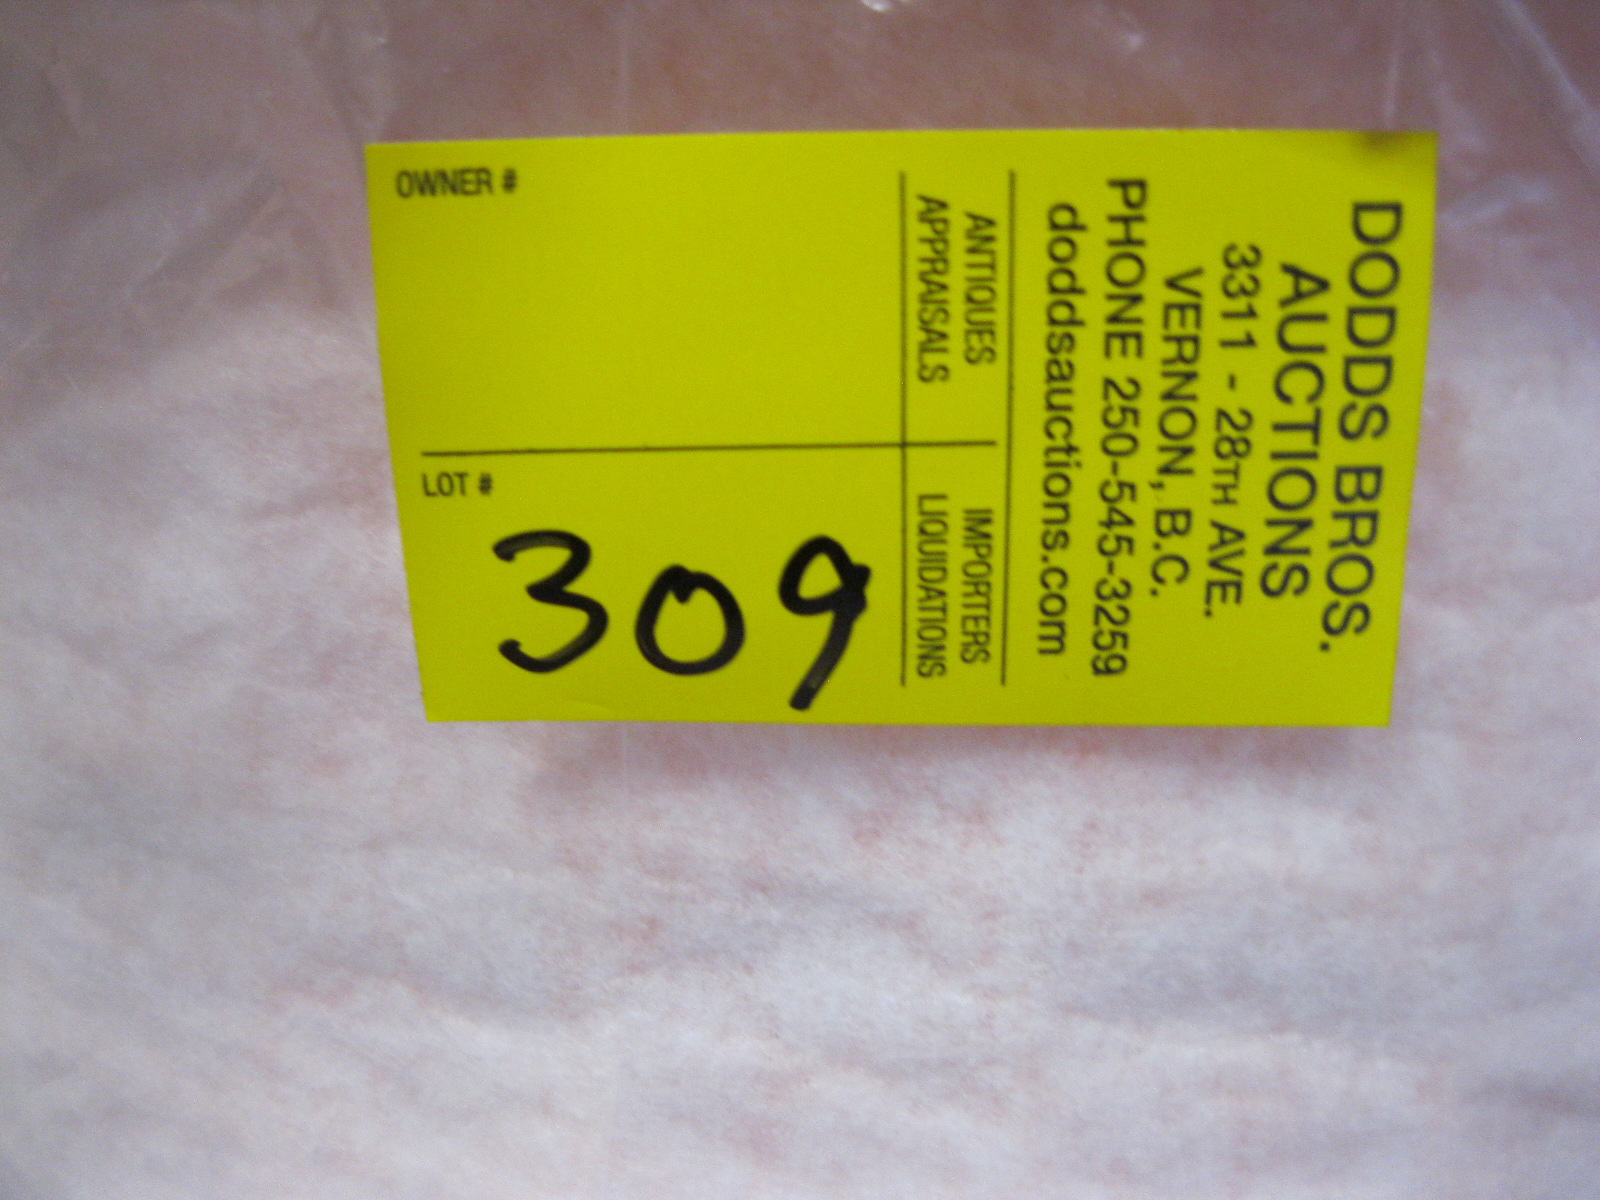 DODDS BROS.
AUCTIONS
3311 - 28TH AVE.
VERNON, B.C.
PHONE 250-545-3259
doddsauctions.com
ANTIQUES
APPRAISALS
IMPORTERS
LIQUIDATIONS
OWNER #
LOT #
309